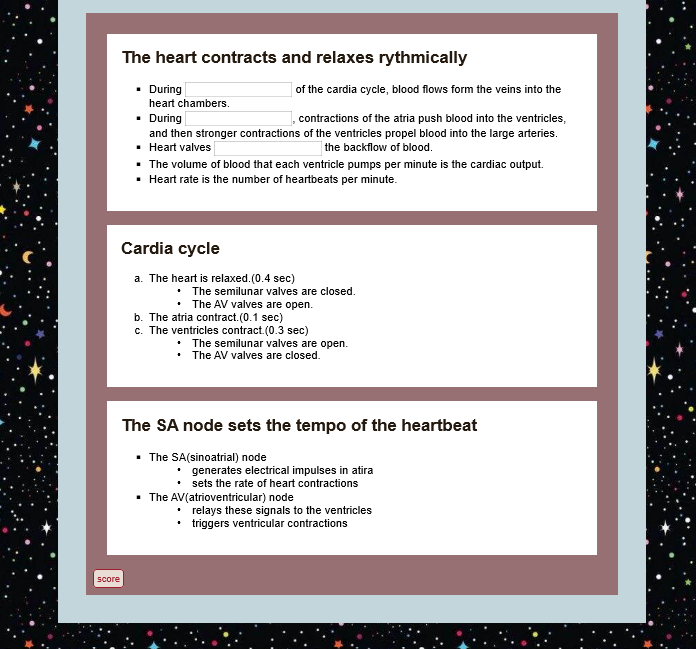 The heart contracts and relaxes rythmically
During of the cardia cycle, blood flows form the veins into the
heart chambers.
During , contractions of the atria push blood into the ventricles,
and then stronger contractions of the ventricles propel blood into the large arteries.
Heart valves the backflow of blood.
The volume of blood that each ventricle pumps per minute is the cardiac output.
Heart rate is the number of heartbeats per minute.
Cardia cycle
a. The heart is relaxed.(0.4 sec)
The semilunar valves are closed.
The AV valves are open.
b. The atria contract.(0.1 sec)
c. The ventricles contract.(0.3 sec)
The semilunar valves are open.
The AV valves are closed.
The SA node sets the tempo of the heartbeat
The SA(sinoatrial) node
generates electrical impulses in atira
sets the rate of heart contractions
The AV(atrioventricular) node
relays these signals to the ventricles
triggers ventricular contractions
score